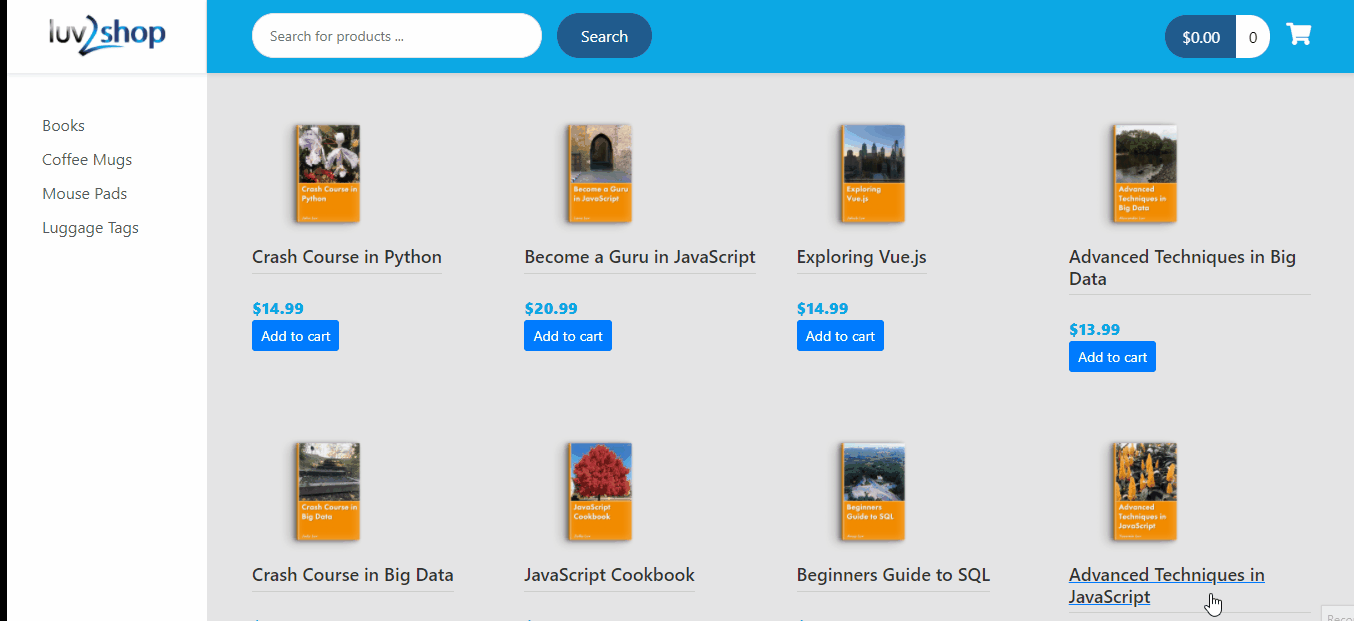 luv2shop
Search for products ...
Search
$0.00
0
Books
Coffee Mugs
Mouse Pads
Luggage Tags
Crash Course in
Python
Become a Guru
in JavaScript
Exploring
Vue.js
Advanced
Techniques in
Big Data
Crash Course in Python
Become a Guru in JavaScript
Exploring Vue.js
Advanced Techniques in Big
Data
$14.99
$20.99
$14.99
$13.99
Add to cart
Add to cart
Add to cart
Add to cart
Crash Course in
Big Data
JavaScript
Cookbook
Beginners
Guide to SQL
Advanced
Techniques in
JavaScript
Crash Course in Big Data
JavaScript Cookbook
Beginners Guide to SQL
Advanced Techniques in
JavaScript